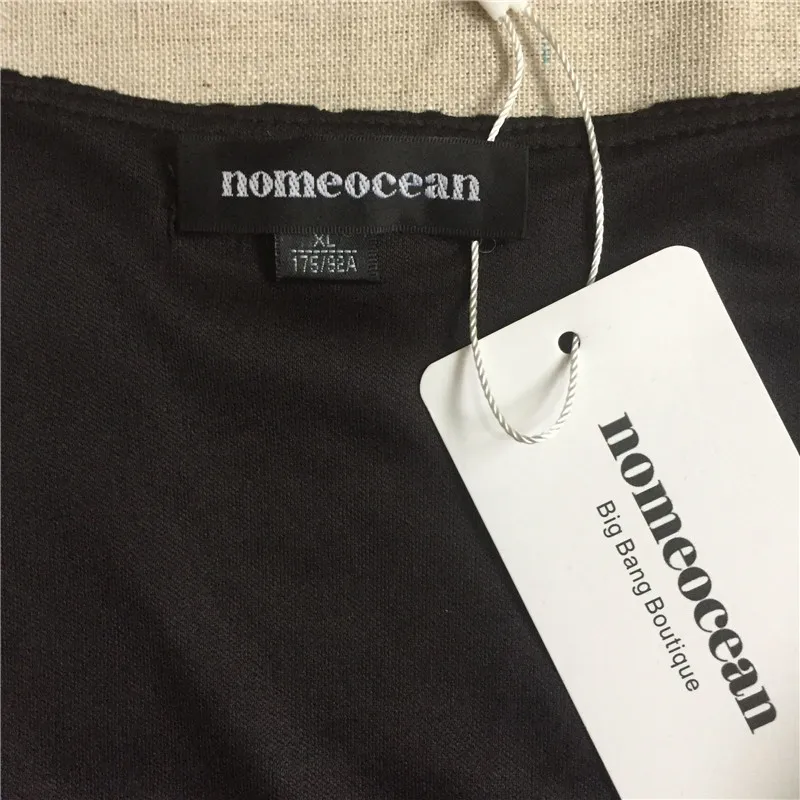 nomeocean
XL
175/92A
nomeocean
Big Bang Boutique